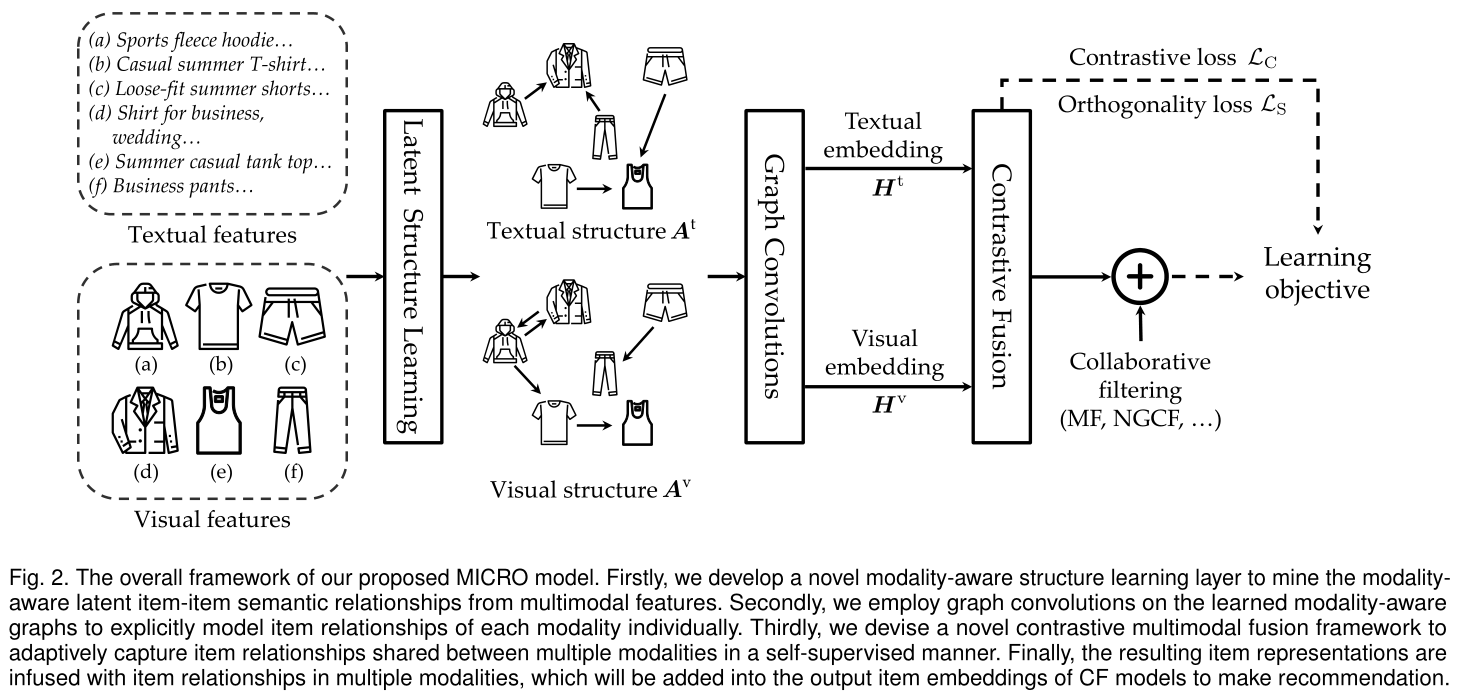 (a) Sports fleece hoodie…
(b) Casual summer T-shirt…
(c) Loose-fit summer shorts…
(d) Shirt for business,
wedding…
(e) Summer casual tank top…
(f) Business pants…
Textual features
(a)
(b)
(c)
(d)
(e)
(f)
Visual features
Latent Structure Learning
Textual structure Aᵗ
Visual structure Aᵛ
Graph Convolutions
Textual
embedding
Hᵗ
Visual
embedding
Hᵛ
Contrastive Fusion
Contrastive loss ℒ_C
Orthogonality loss ℒ_S
+
Learning
objective
Collaborative
filtering
(MF, NGCF, …)
Fig. 2. The overall framework of our proposed MICRO model. Firstly, we develop a novel modality-aware structure learning layer to mine the modality-
aware latent item-item semantic relationships from multimodal features. Secondly, we employ graph convolutions on the learned modality-aware
graphs to explicitly model item relationships of each modality individually. Thirdly, we devise a novel contrastive multimodal fusion framework to
adaptively capture item relationships shared between multiple modalities in a self-supervised manner. Finally, the resulting item representations are
infused with item relationships in multiple modalities, which will be added into the output item embeddings of CF models to make recommendation.